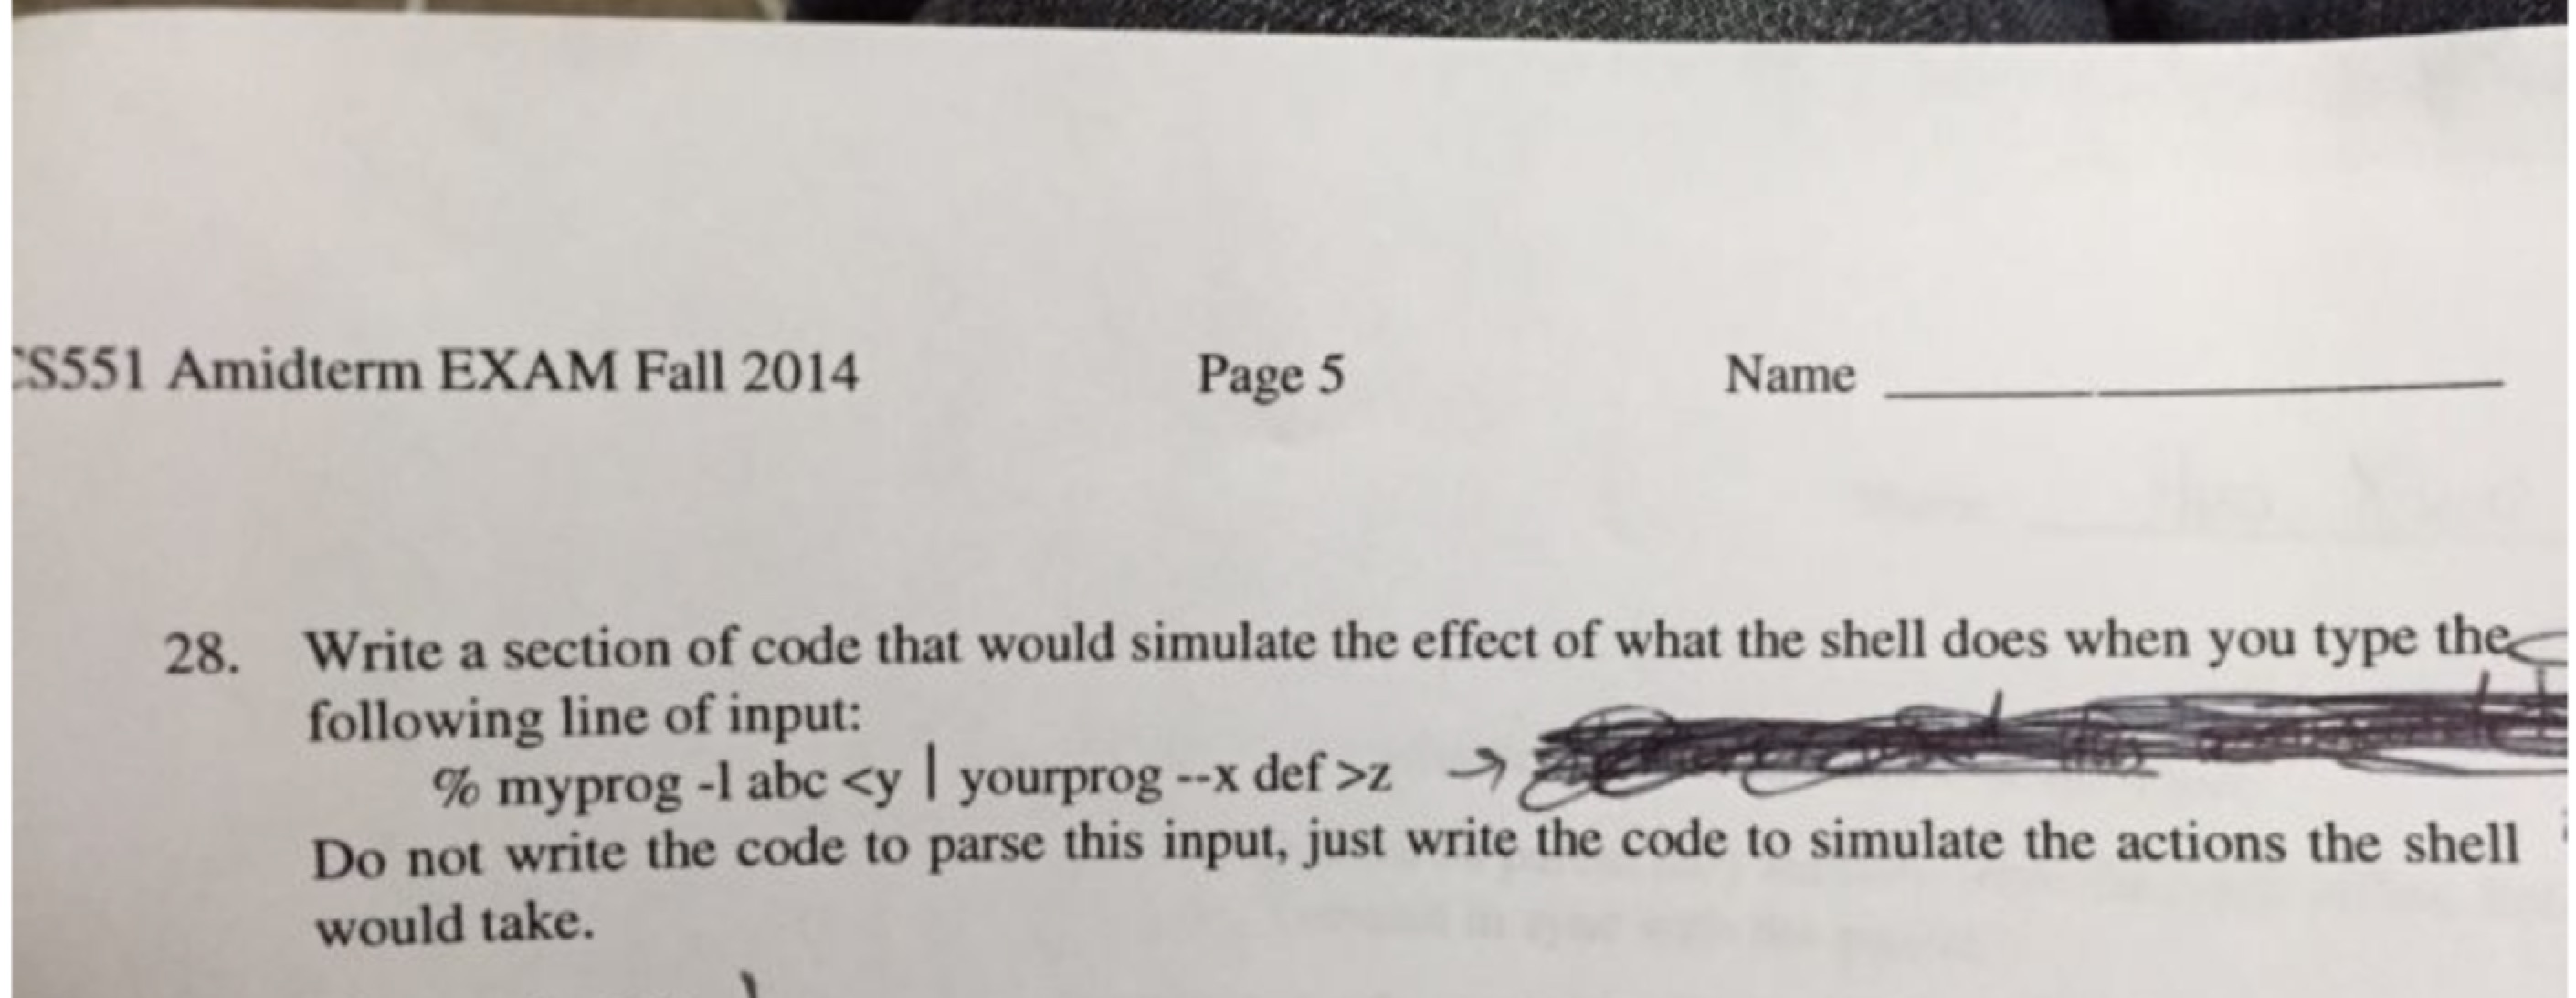 CS551 Amidterm EXAM Fall 2014 Page 5 Name
28. Write a section of code that would simulate the effect of what the shell does when you type the
following line of input:
% myprog -l abc <y | yourprog --x def >z →
Do not write the code to parse this input, just write the code to simulate the actions the shell
would take.